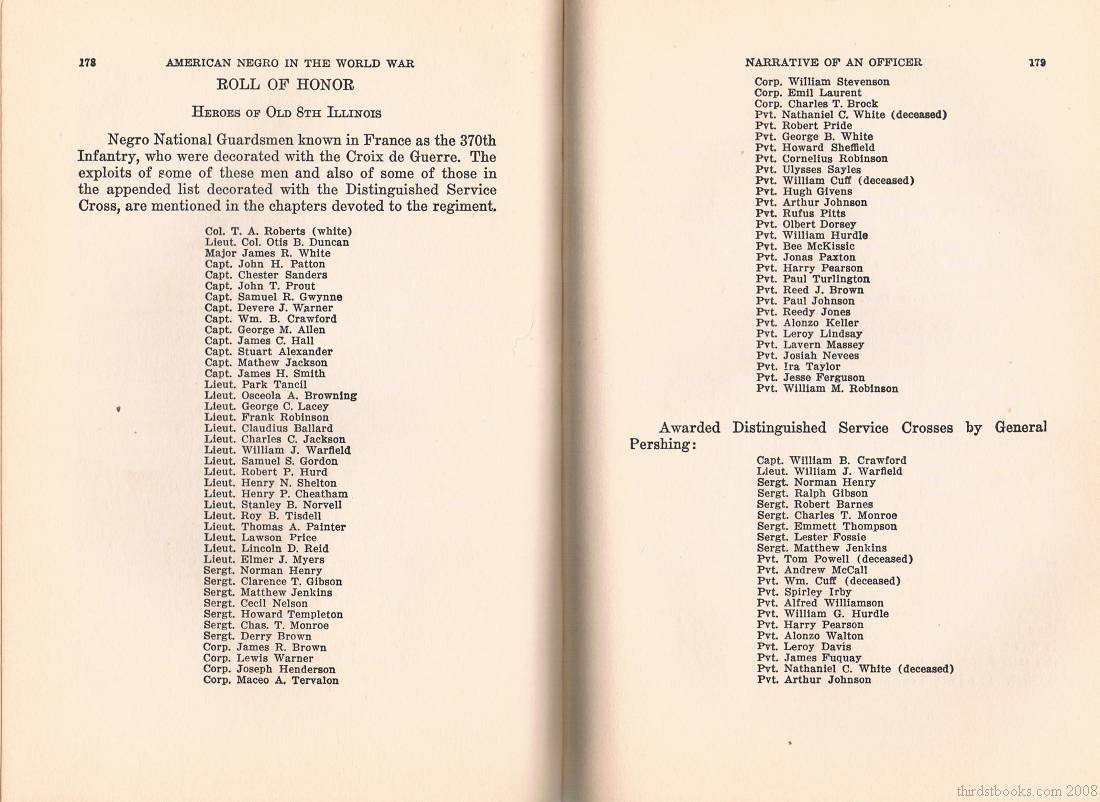 178 AMERICAN NEGRO IN THE WORLD WAR
ROLL OF HONOR
HEROES OF OLD 8TH ILLINOIS
Negro National Guardsmen known in France as the 370th
Infantry, who were decorated with the Croix de Guerre. The
exploits of some of these men and also of some of those in
the appended list decorated with the Distinguished Service
Cross, are mentioned in the chapters devoted to the regiment.
Col. T. A. Roberts (white)
Lieut. Col. Otis B. Duncan
Major James R. White
Capt. John H. Patton
Capt. Chester Sanders
Capt. John T. Prout
Capt. Samuel R. Gwynne
Capt. Devere J. Warner
Capt. Wm. B. Crawford
Capt. George M. Allen
Capt. James C. Hall
Capt. Stuart Alexander
Capt. Mathew Jackson
Capt. James H. Smith
Lieut. Park Tancil
Lieut. Osceola A. Browning
Lieut. George C. Lacey
Lieut. Frank Robinson
Lieut. Claudius Ballard
Lieut. Charles C. Jackson
Lieut. William J. Warfield
Lieut. Samuel S. Gordon
Lieut. Robert P. Hurd
Lieut. Henry N. Shelton
Lieut. Henry P. Cheatham
Lieut. Stanley B. Norvell
Lieut. Roy B. Tisdell
Lieut. Thomas A. Painter
Lieut. Lawson Price
Lieut. Lincoln D. Reid
Lieut. Elmer J. Myers
Sergt. Norman Henry
Sergt. Clarence T. Gibson
Sergt. Matthew Jenkins
Sergt. Cecil Nelson
Sergt. Howard Templeton
Sergt. Chas. T. Monroe
Sergt. Derry Brown
Corp. James R. Brown
Corp. Lewis Warner
Corp. Joseph Henderson
Corp. Maceo A. Tervalon
NARRATIVE OF AN OFFICER 179
Corp. William Stevenson
Corp. Emil Laurent
Corp. Charles T. Brock
Pvt. Nathaniel C. White (deceased)
Pvt. Robert Pride
Pvt. George B. White
Pvt. Howard Sheffield
Pvt. Cornelius Robinson
Pvt. Ulysses Sayles
Pvt. William Cuff (deceased)
Pvt. Hugh Givens
Pvt. Arthur Johnson
Pvt. Rufus Pitts
Pvt. Olbert Dorsey
Pvt. William Hurdle
Pvt. Bee McKissic
Pvt. Jonas Paxton
Pvt. Harry Pearson
Pvt. Paul Turlington
Pvt. Reed J. Brown
Pvt. Paul Johnson
Pvt. Reedy Jones
Pvt. Alonzo Keller
Pvt. Leroy Lindsay
Pvt. Lavern Massey
Pvt. Josiah Nevees
Pvt. Ira Taylor
Pvt. Jesse Ferguson
Pvt. William M. Robinson
Awarded Distinguished Service Crosses by General
Pershing:
Capt. William B. Crawford
Lieut. William J. Warfield
Sergt. Norman Henry
Sergt. Ralph Gibson
Sergt. Robert Barnes
Sergt. Charles T. Monroe
Sergt. Emmett Thompson
Sergt. Lester Fossie
Sergt. Matthew Jenkins
Pvt. Tom Powell (deceased)
Pvt. Andrew McCall
Pvt. Wm. Cuff (deceased)
Pvt. Spirley Irby
Pvt. Alfred Williamson
Pvt. William G. Hurdle
Pvt. Harry Pearson
Pvt. Alonzo Walton
Pvt. Leroy Davis
Pvt. James Fuquay
Pvt. Nathaniel C. White (deceased)
Pvt. Arthur Johnson
thirdstbooks.com 2008